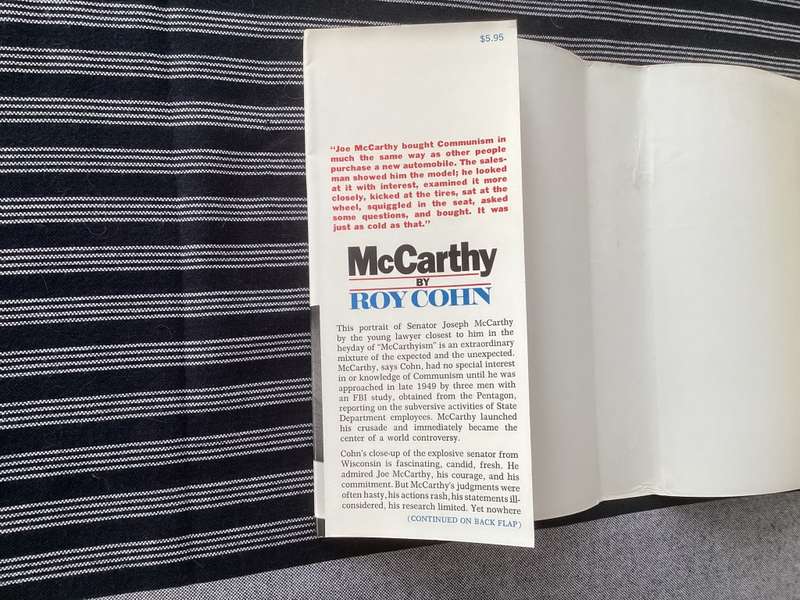 $5.95
"Joe McCarthy bought Communism in
much the same way as other people
purchase a new automobile. The sales-
man showed him the model; he looked
at it with interest, examined it more
closely, kicked at the tires, sat at the
wheel, squiggled in the seat, asked
some questions, and bought. It was
just as cold as that."
McCarthy
BY
ROY COHN
This portrait of Senator Joseph McCarthy
by the young lawyer closest to him in the
heyday of "McCarthyism" is an extraordinary
mixture of the expected and the unexpected.
McCarthy, says Cohn, had no special interest
in or knowledge of Communism until he was
approached in late 1949 by three men with
an FBI study, obtained from the Pentagon,
reporting on the subversive activities of State
Department employees. McCarthy launched
his crusade and immediately became the
center of a world controversy.
Cohn's close-up of the explosive senator from
Wisconsin is fascinating, candid, fresh. He
admired Joe McCarthy, his courage, and his
commitment. But McCarthy's judgments were
often hasty, his actions rash, his statements ill-
considered, his research limited. Yet nowhere
(CONTINUED ON BACK FLAP)